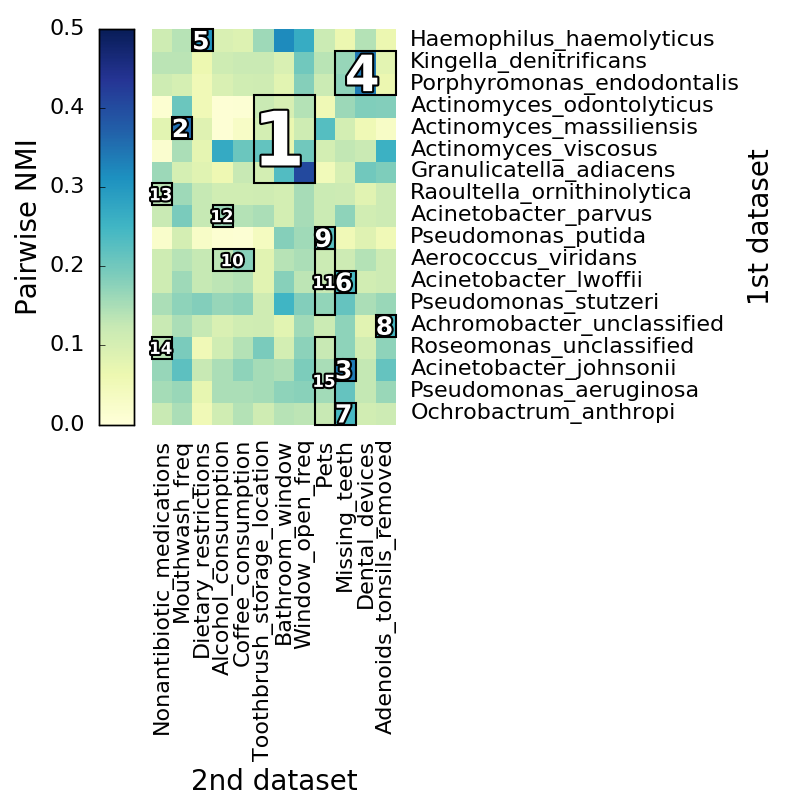 0.5
0.4
0.3
0.2
0.1
0.0
Pairwise NMI
5
4
1
2
13
12
9
10
11
6
8
14
3
15
7
Haemophilus_haemolyticus
Kingella_denitrificans
Porphyromonas_endodontalis
Actinomyces_odontolyticus
Actinomyces_massiliensis
Actinomyces_viscosus
Granulicatella_adiacens
Raoultella_ornithinolytica
Acinetobacter_parvus
Pseudomonas_putida
Aerococcus_viridans
Acinetobacter_lwoffii
Pseudomonas_stutzeri
Achromobacter_unclassified
Roseomonas_unclassified
Acinetobacter_johnsonii
Pseudomonas_aeruginosa
Ochrobactrum_anthropi
1st dataset
Nonantibiotic_medications
Mouthwash_freq
Dietary_restrictions
Alcohol_consumption
Coffee_consumption
Toothbrush_storage_location
Bathroom_window
Window_open_freq
Pets
Missing_teeth
Dental_devices
Adenoids_tonsils_removed
2nd dataset